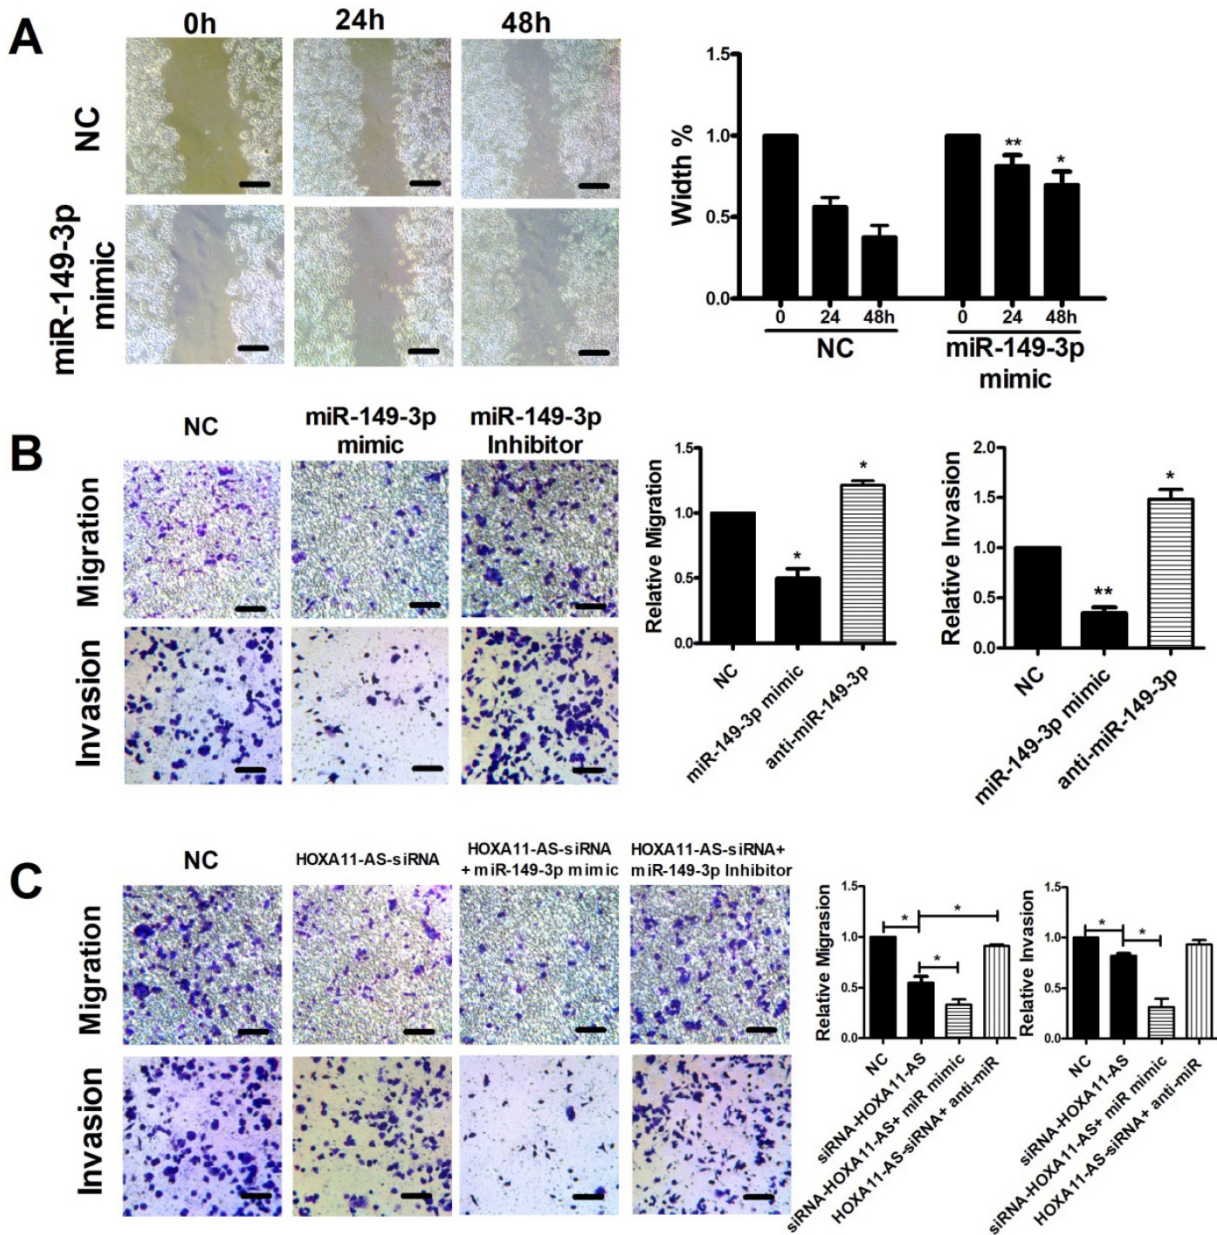 A
0h
24h
48h
NC
miR-149-3p
mimic
Width %
1.5
1.0
0.5
0.0
0
24
48h
0
24
48h
**
*
NC
miR-149-3p
mimic
B
NC
miR-149-3p
mimic
miR-149-3p
Inhibitor
Migration
Invasion
Relative Migration
1.5
1.0
0.5
0.0
*
*
NC
miR-149-3p mimic
anti-miR-149-3p
Relative Invasion
2.0
1.5
1.0
0.5
0.0
**
*
NC
miR-149-3p mimic
anti-miR-149-3p
C
NC
HOXA11-AS-siRNA
HOXA11-AS-siRNA
+ miR-149-3p mimic
HOXA11-AS-siRNA+
miR-149-3p Inhibitor
Migration
Invasion
Relative Migrasion
1.5
1.0
0.5
0.0
*
*
*
NC
siRNA-HOXA11-AS
siRNA-HOXA11-AS+ miR mimic
HOXA11-AS-siRNA+ anti-miR
Relative Invasion
1.5
1.0
0.5
0.0
*
*
NC
siRNA-HOXA11-AS
siRNA-HOXA11-AS+ miR mimic
HOXA11-AS-siRNA+ anti-miR